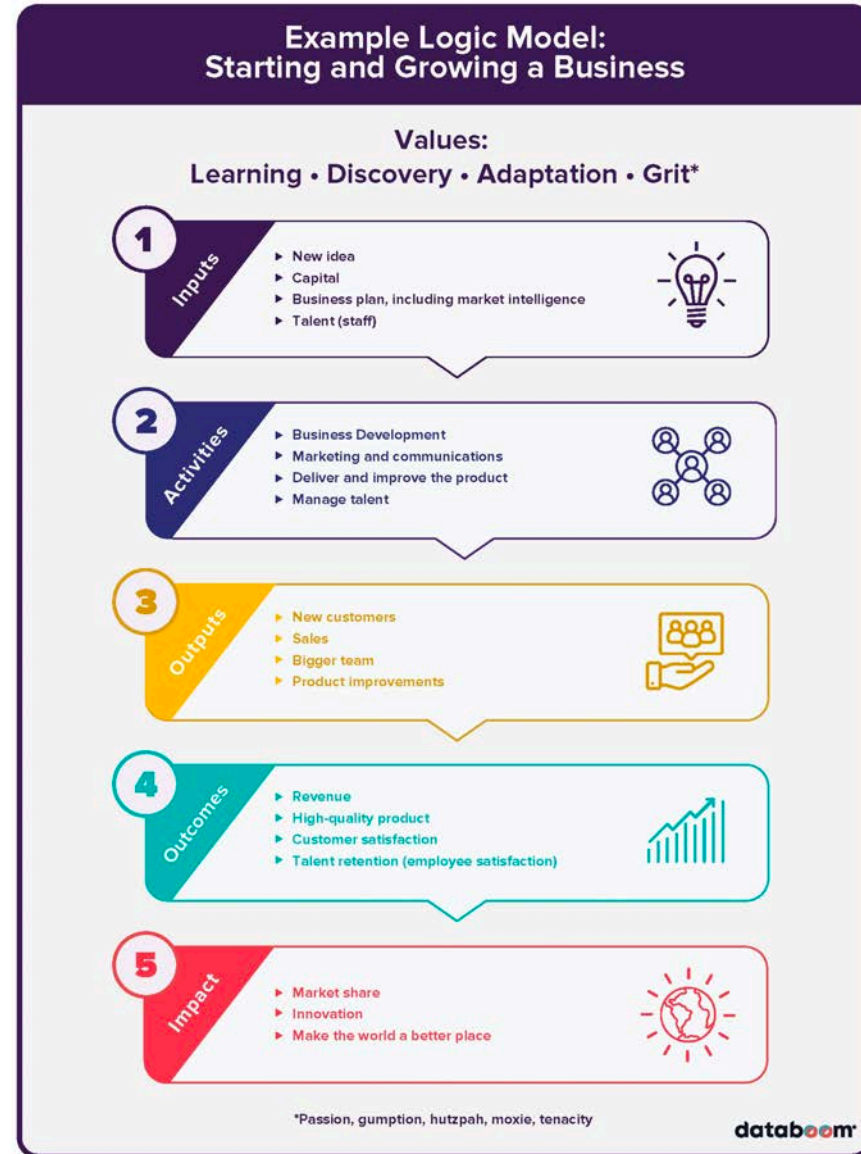 Example Logic Model:
Starting and Growing a Business
Values:
Learning • Discovery • Adaptation • Grit*
1
Inputs
▶ New idea
▶ Capital
▶ Business plan, including market intelligence
▶ Talent (staff)
2
Activities
▶ Business Development
▶ Marketing and communications
▶ Deliver and improve the product
▶ Manage talent
3
Outputs
▶ New customers
▶ Sales
▶ Bigger team
▶ Product improvements
4
Outcomes
▶ Revenue
▶ High-quality product
▶ Customer satisfaction
▶ Talent retention (employee satisfaction)
5
Impact
▶ Market share
▶ Innovation
▶ Make the world a better place
*Passion, gumption, hutzpah, moxie, tenacity
databoom